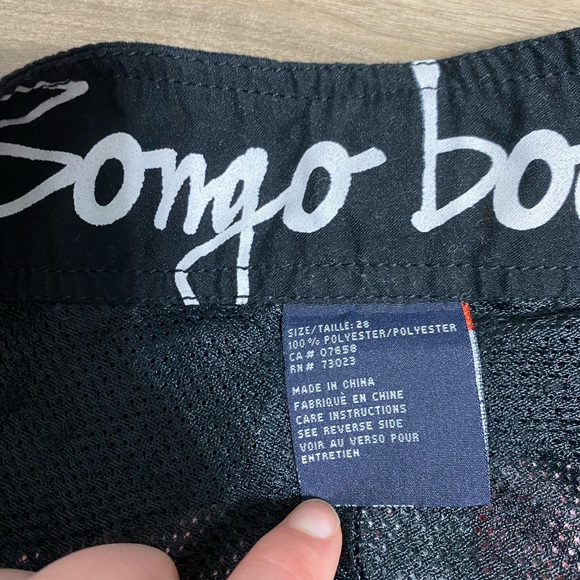 Bongo bo
SIZE/TAILLE: 28
100% POLYESTER/POLYESTER
CA# 07658
RN# 73023
MADE IN CHINA
FABRIQUÉ EN CHINE
CARE INSTRUCTIONS
SEE REVERSE SIDE
VOIR AU VERSO POUR
ENTRETIEN